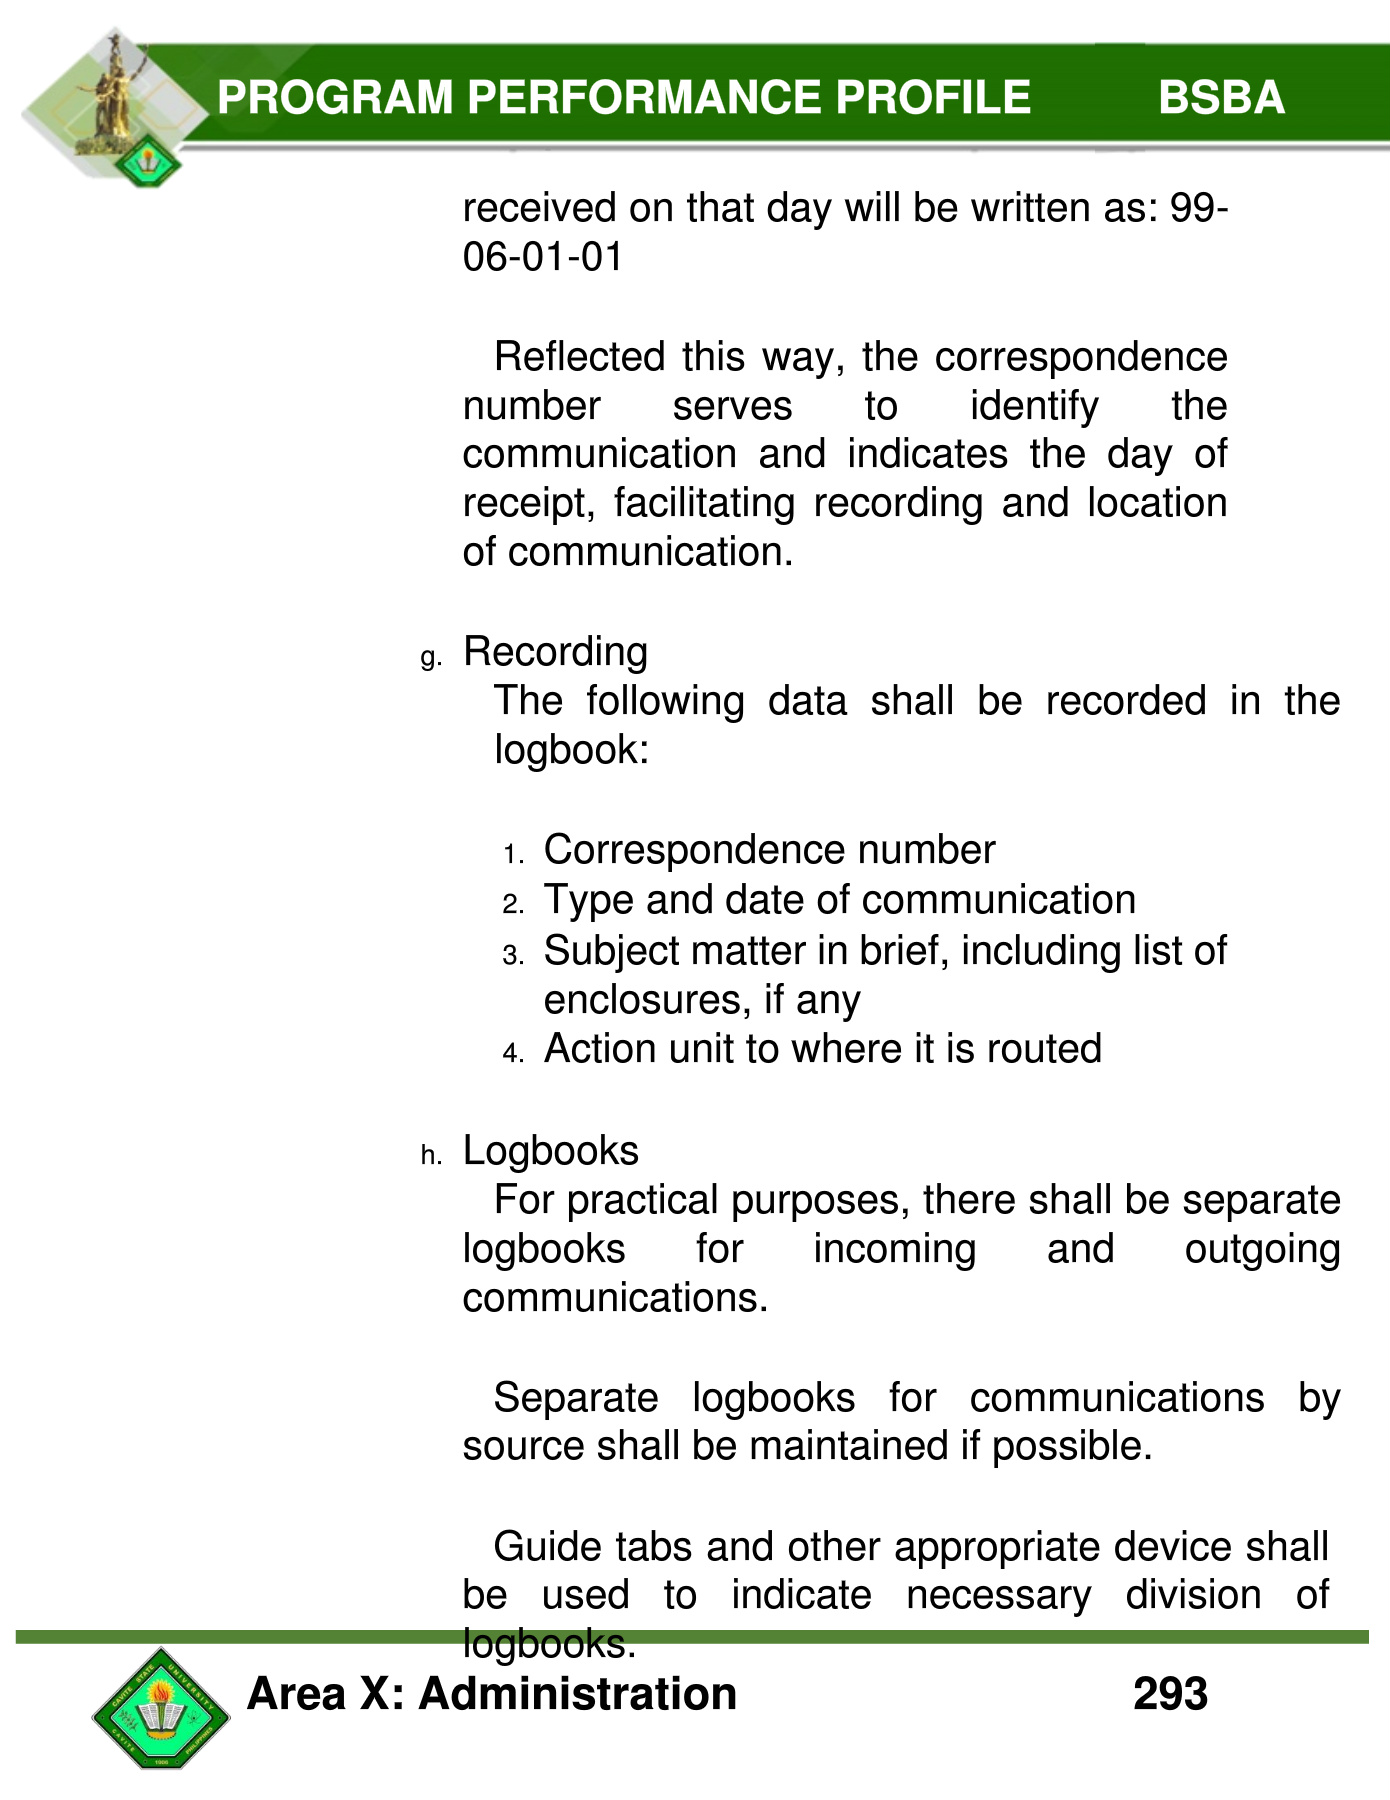 PROGRAM PERFORMANCE PROFILE BSBA
received on that day will be written as: 99-
06-01-01
Reflected this way, the correspondence
number serves to identify the
communication and indicates the day of
receipt, facilitating recording and location
of communication.
g. Recording
The following data shall be recorded in the
logbook:
1. Correspondence number
2. Type and date of communication
3. Subject matter in brief, including list of
enclosures, if any
4. Action unit to where it is routed
h. Logbooks
For practical purposes, there shall be separate
logbooks for incoming and outgoing
communications.
Separate logbooks for communications by
source shall be maintained if possible.
Guide tabs and other appropriate device shall
be used to indicate necessary division of
logbooks.
CAVITE STATE UNIVERSITY
CAVITE 1906 PHILIPPINES
Area X: Administration 293